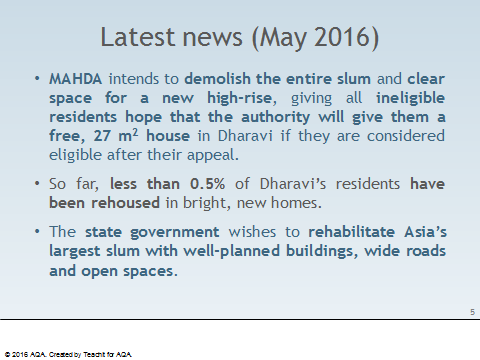 Latest news (May 2016)
• MAHDA intends to demolish the entire slum and clear
space for a new high-rise, giving all ineligible
residents hope that the authority will give them a
free, 27 m² house in Dharavi if they are considered
eligible after their appeal.
• So far, less than 0.5% of Dharavi’s residents have
been rehoused in bright, new homes.
• The state government wishes to rehabilitate Asia’s
largest slum with well-planned buildings, wide roads
and open spaces.
5
© 2016 AQA. Created by Teachit for AQA.